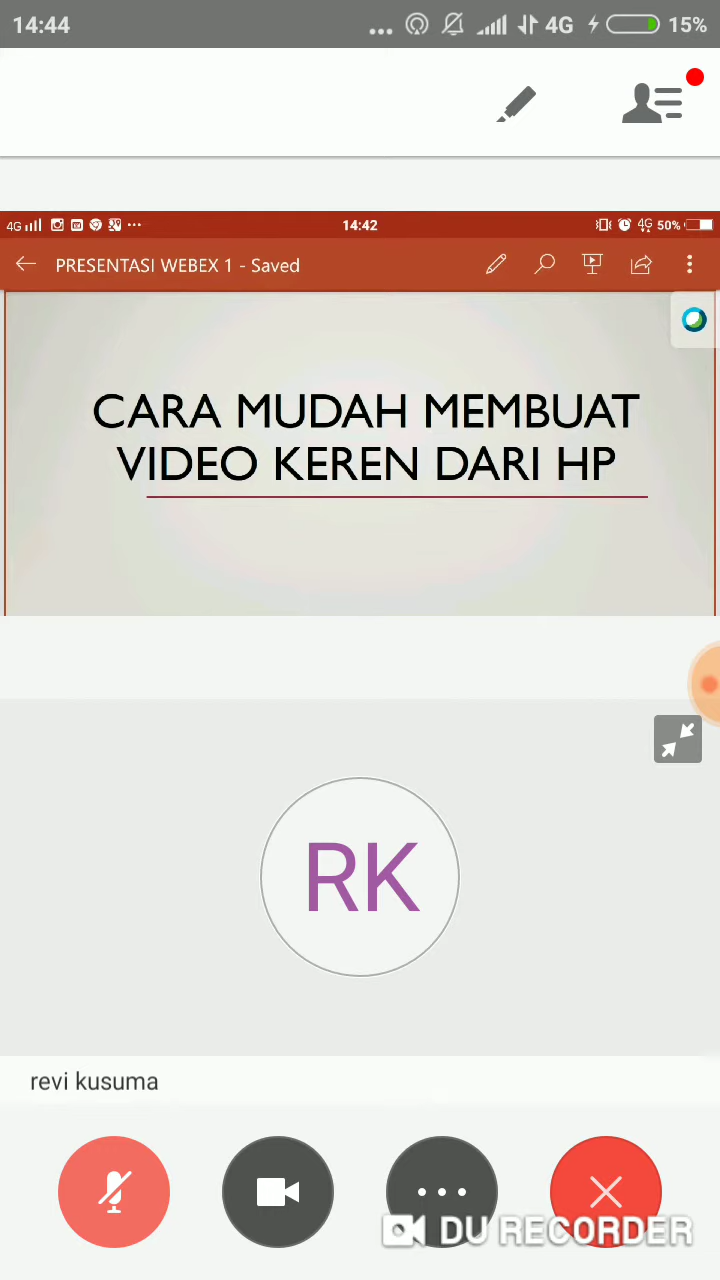 14:44
... 4G 15%
4G ... 14:42 4G 50%
PRESENTASI WEBEX 1 - Saved
CARA MUDAH MEMBUAT
VIDEO KEREN DARI HP
RK
revi kusuma
DU RECORDER